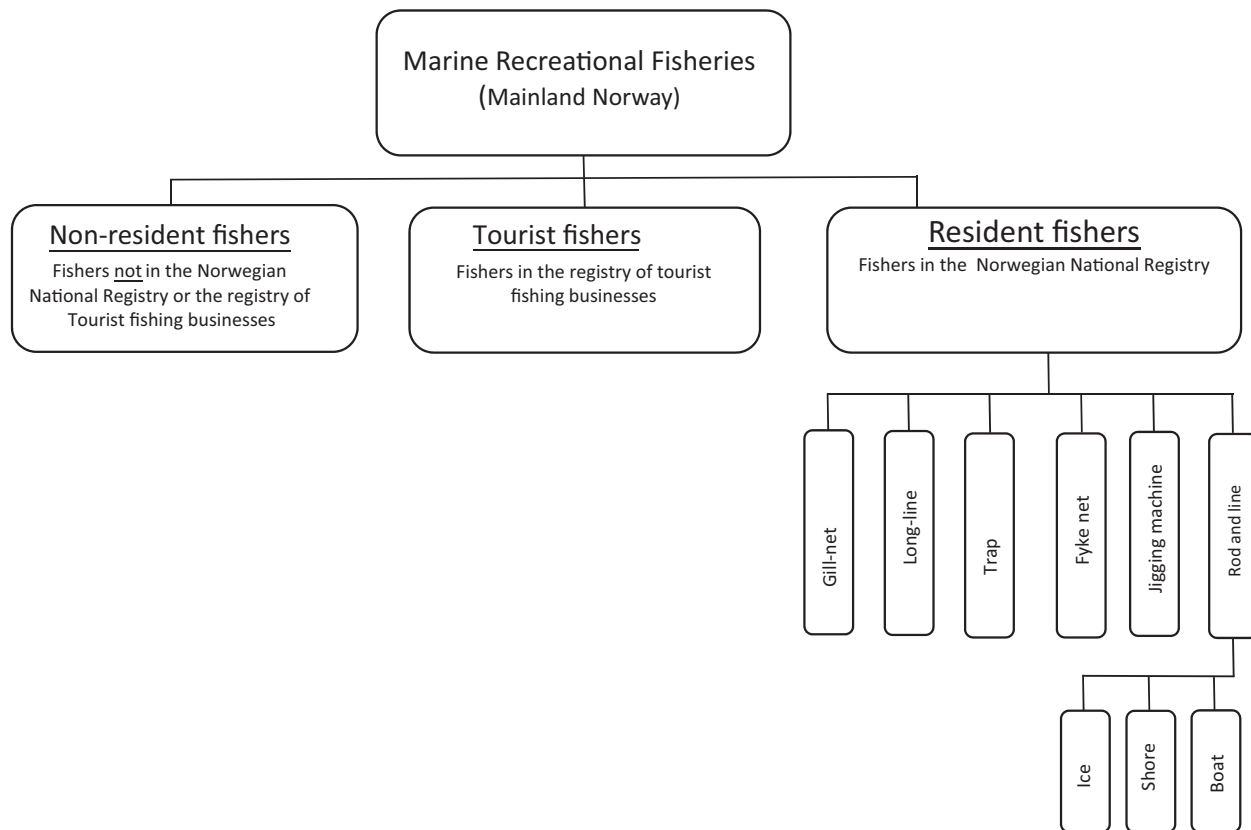 Marine Recreational Fisheries
(Mainland Norway)
Non-resident fishers
Fishers not in the Norwegian
National Registry or the registry of
Tourist fishing businesses
Tourist fishers
Fishers in the registry of tourist
fishing businesses
Resident fishers
Fishers in the Norwegian National Registry
Gill-net
Long-line
Trap
Fyke net
Jigging machine
Rod and line
Ice
Shore
Boat